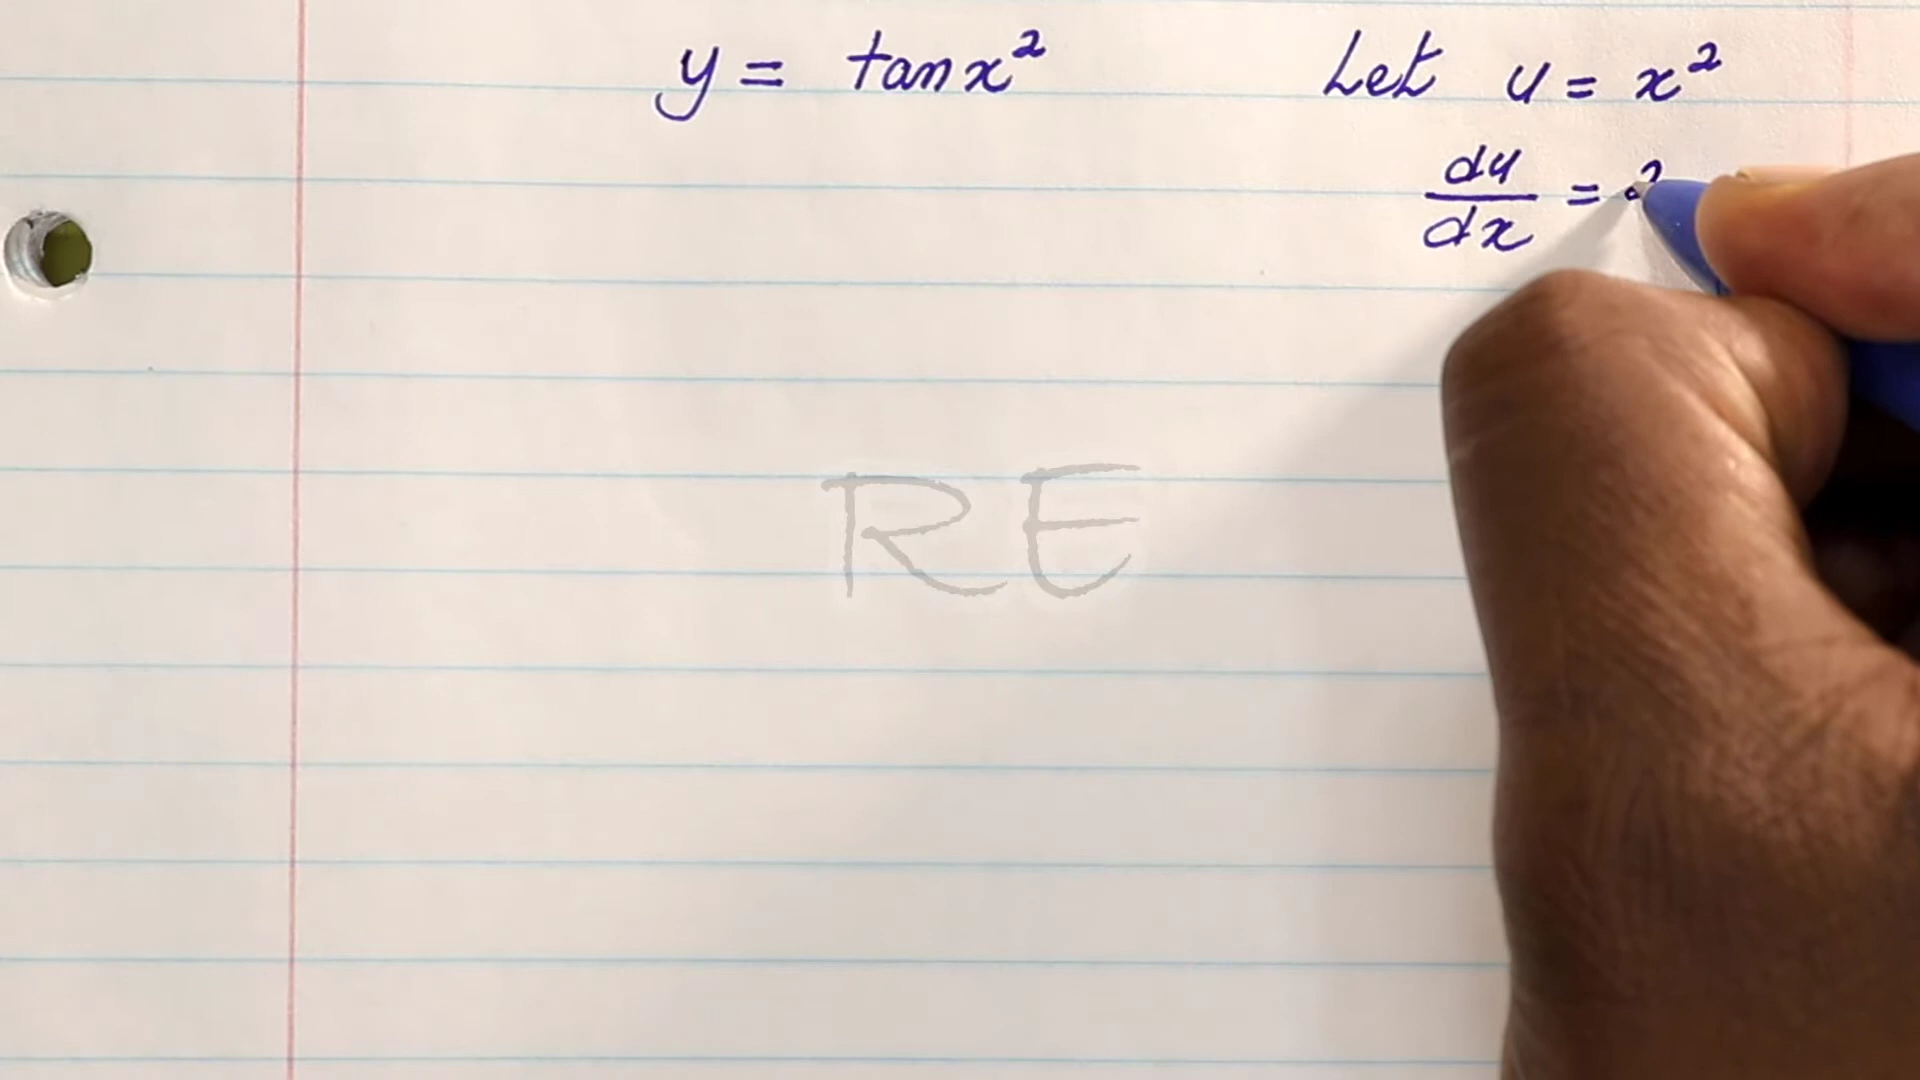 y = tan x² Let u = x²
du/dx = 2
RE